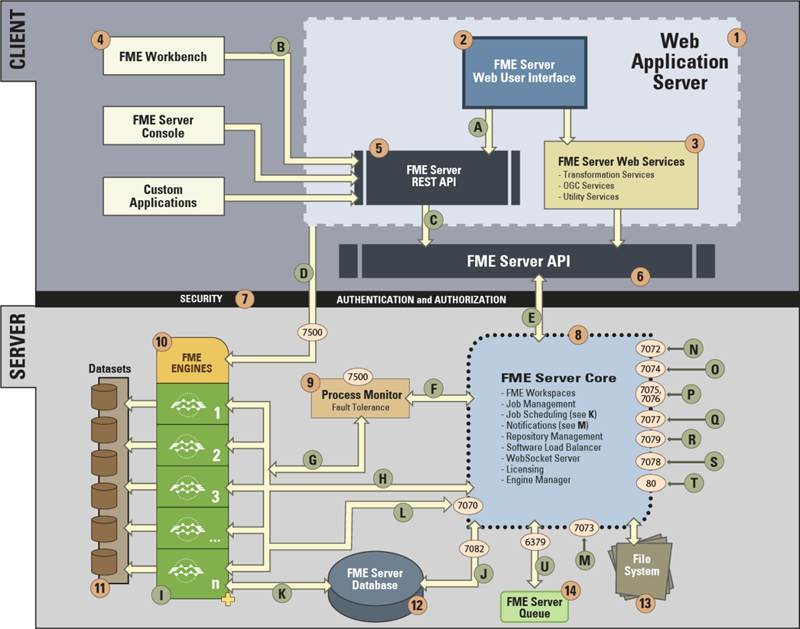 CLIENT
4
FME Workbench
B
2
FME Server
Web User Interface
Web
Application
Server
1
FME Server
Console
A
5
FME Server
REST API
3
FME Server Web Services
- Transformation Services
- OGC Services
- Utility Services
Custom
Applications
C
FME Server API
6
D
SECURITY
7
AUTHENTICATION and AUTHORIZATION
SERVER
E
7500
10
FME
ENGINES
Datasets
1
2
3
...
n
I
11
9
7500
Process Monitor
Fault Tolerance
F
G
H
L
7070
8
FME Server Core
- FME Workspaces
- Job Management
- Job Scheduling (see K)
- Notifications (see M)
- Repository Management
- Software Load Balancer
- WebSocket Server
- Licensing
- Engine Manager
7072
N
7074
O
7075,
7076
P
7077
Q
7079
R
7078
S
80
T
7082
J
6379
U
7073
M
K
FME Server
Database
12
FME Server
Queue
14
File
System
13